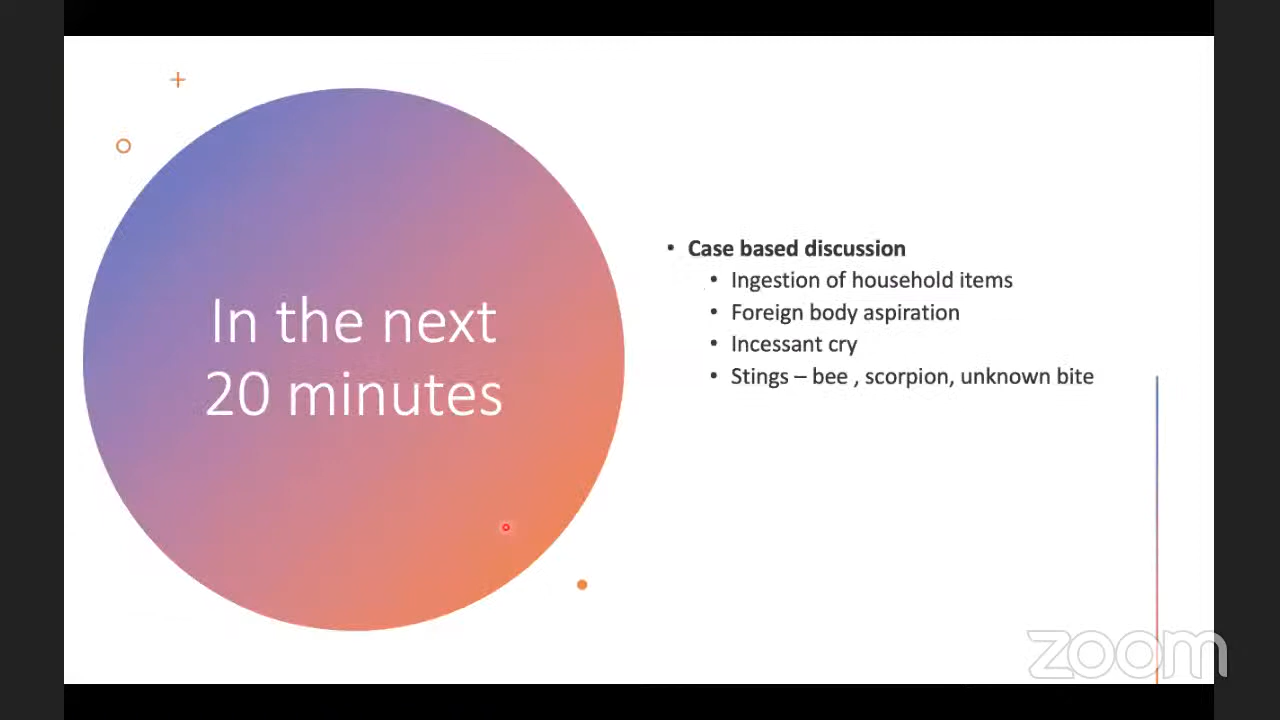 In the next
20 minutes
• Case based discussion
• Ingestion of household items
• Foreign body aspiration
• Incessant cry
• Stings – bee , scorpion, unknown bite
zoom